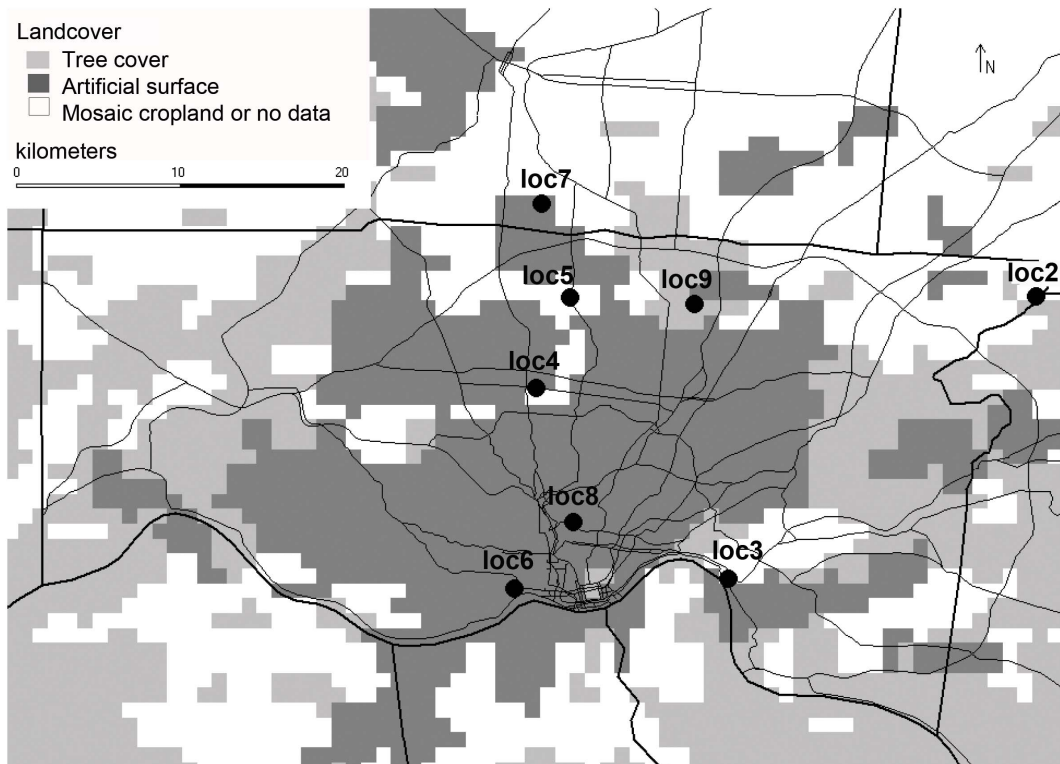 Landcover
Tree cover
Artificial surface
Mosaic cropland or no data
kilometers
0 10 20
N
loc7
loc5
loc9
loc2
loc4
loc8
loc3
loc6